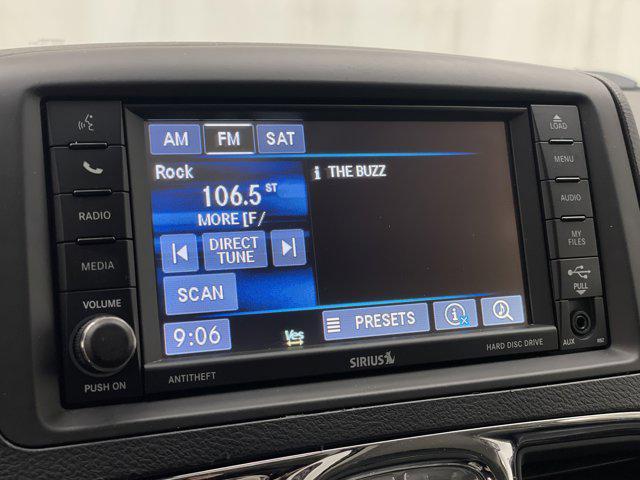 AM FM SAT
Rock
106.5 ST
MORE [F/
i THE BUZZ
DIRECT
TUNE
SCAN
PRESETS
9:06
Yes
SIRIUS
HARD DISC DRIVE
ANTITHEFT
RADIO
MEDIA
VOLUME
PUSH ON
LOAD
MENU
AUDIO
MY
FILES
PULL
AUX